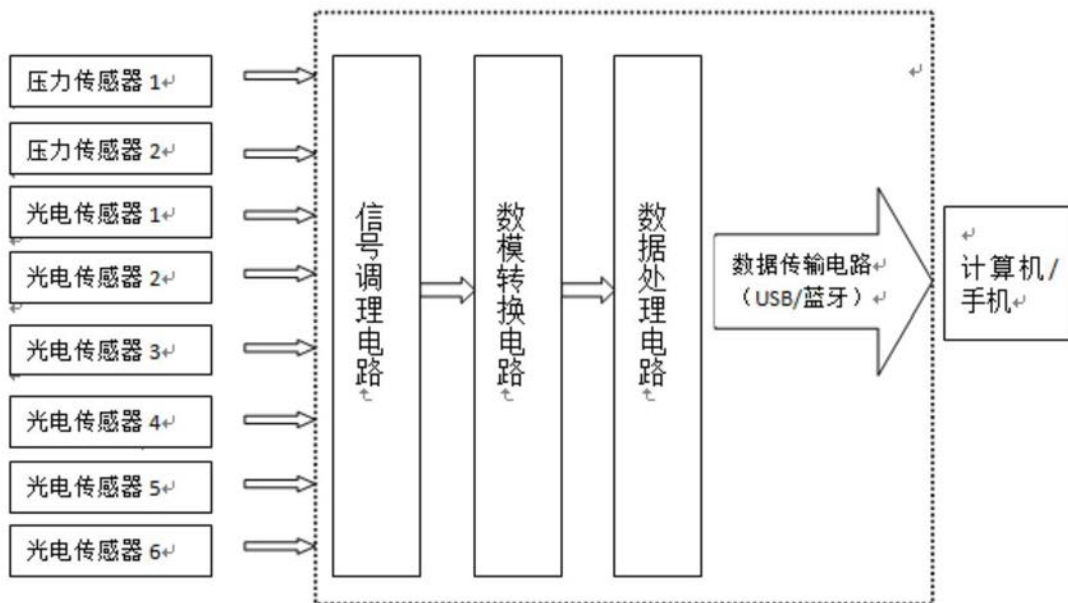 压力传感器 1
压力传感器 2
光电传感器 1
光电传感器 2
光电传感器 3
光电传感器 4
光电传感器 5
光电传感器 6
信号调理电路
数模转换电路
数据处理电路
数据传输电路
（USB/蓝牙）
计算机/
手机